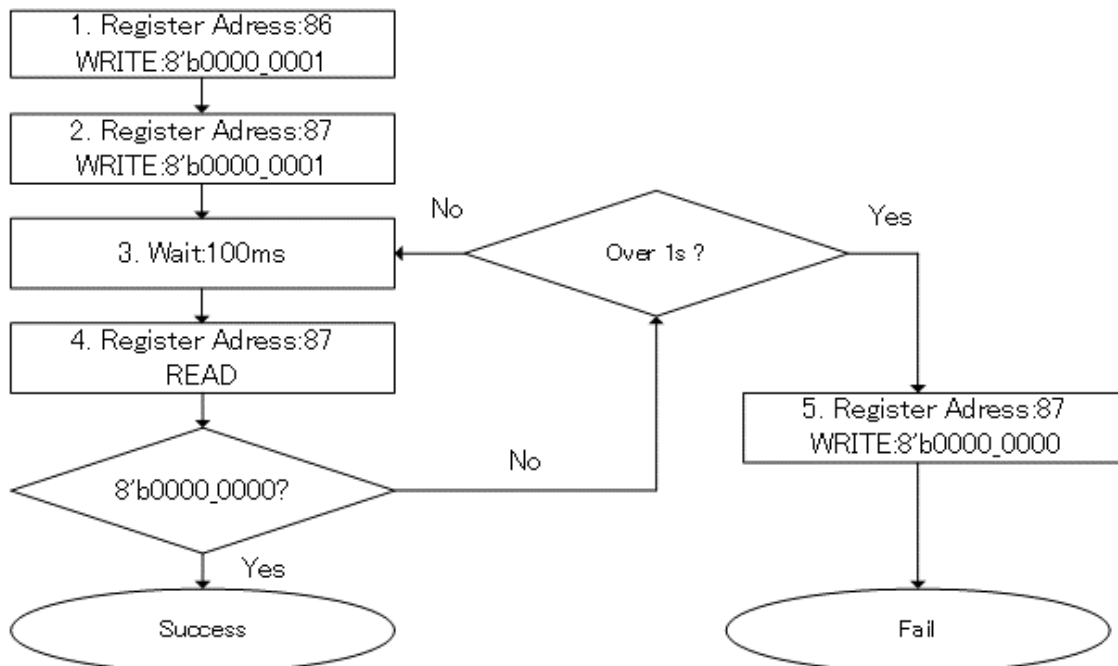 1. Register Adress:86
WRITE:8'b0000_0001
2. Register Adress:87
WRITE:8'b0000_0001
No
Yes
3. Wait:100ms
Over 1s ?
4. Register Adress:87
READ
5. Register Adress:87
WRITE:8'b0000_0000
No
8'b0000_0000?
Yes
Success
Fail